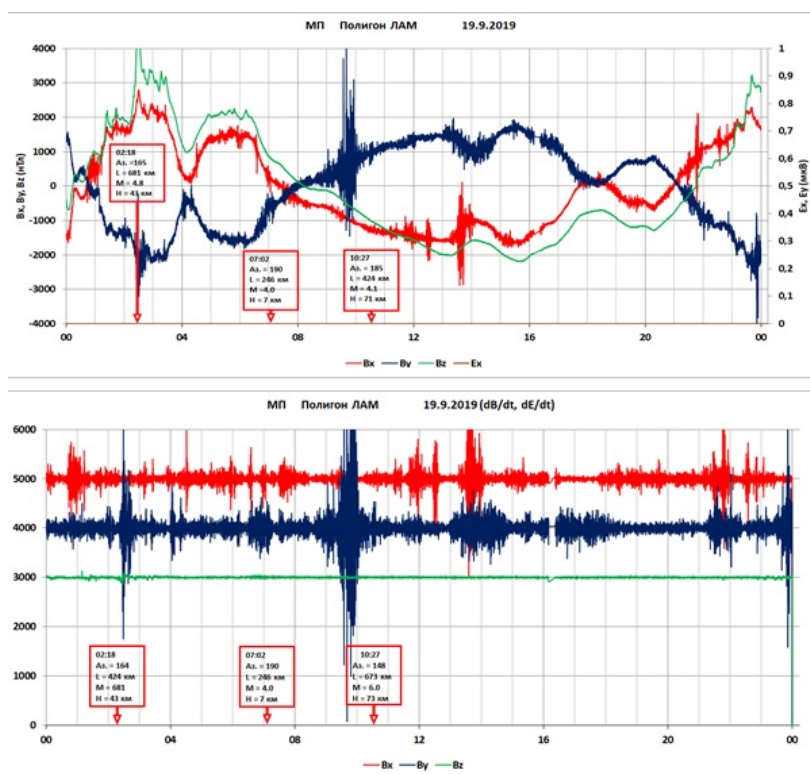 МП Полигон ЛАМ 19.9.2019
4000
3000
2000
1000
0
-1000
-2000
-3000
-4000
Bx, By, Bz (нТл)
1
0,9
0,8
0,7
0,6
0,5
0,4
0,3
0,2
0,1
0
Ex, Ey (мкВ)
02:18
Аз. =165
L = 681 км
М = 4.8
Н = 43 км
07:02
Аз. = 190
L = 246 км
М =4.0
Н = 7 км
10:27
Аз. = 185
L = 424 км
М = 4.1
Н = 71 км
00 04 08 12 16 20 00
Bx By Bz Ex
МП Полигон ЛАМ 19.9.2019 (dB/dt, dE/dt)
6000
5000
4000
3000
2000
1000
0
02:18
Аз. = 164
L = 424 км
М = 681
Н = 43 км
07:02
Аз. = 190
L = 246 км
М = 4.0
Н = 7 км
10:27
Аз. = 148
L = 673 км
М = 6.0
Н = 73 км
00 04 08 12 16 20 00
Bx By Bz